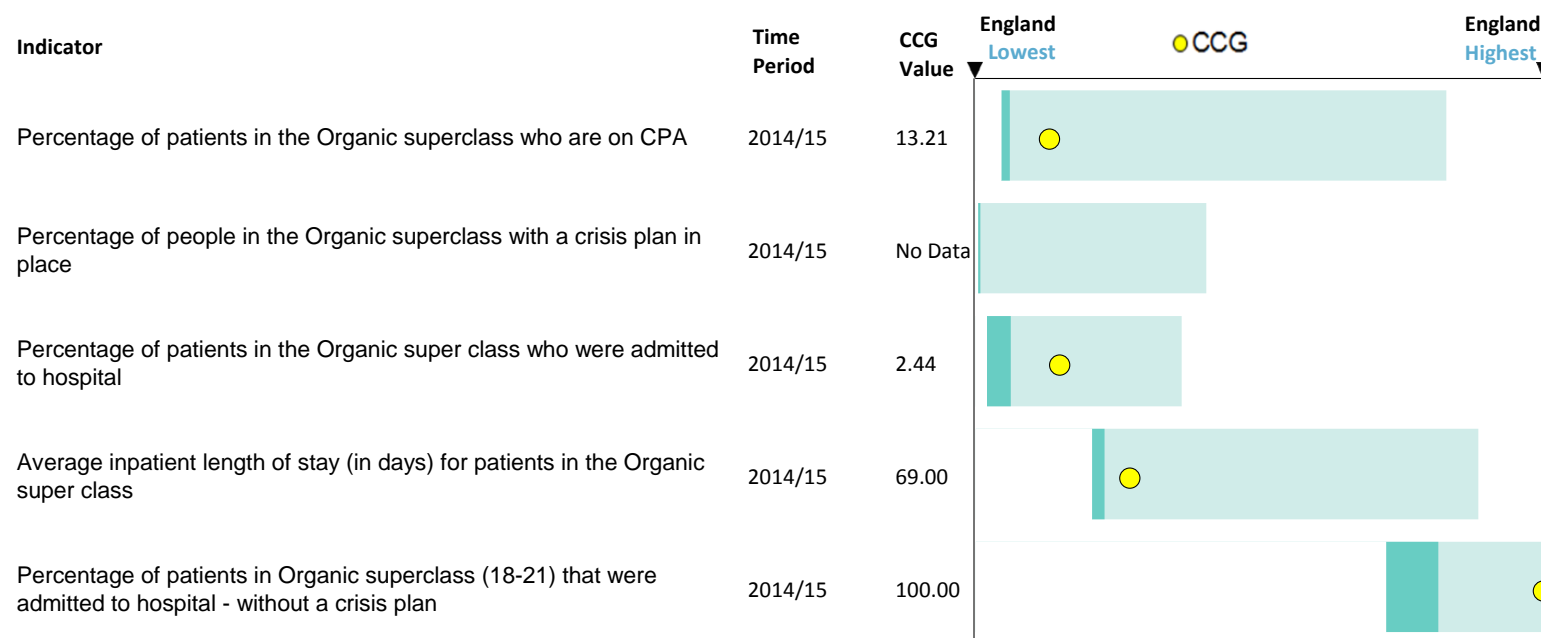 Indicator
Time Period
CCG Value
England Lowest
CCG
England Highest
Percentage of patients in the Organic superclass who are on CPA
2014/15
13.21
Percentage of people in the Organic superclass with a crisis plan in
place
2014/15
No Data
Percentage of patients in the Organic super class who were admitted
to hospital
2014/15
2.44
Average inpatient length of stay (in days) for patients in the Organic
super class
2014/15
69.00
Percentage of patients in Organic superclass (18-21) that were
admitted to hospital - without a crisis plan
2014/15
100.00